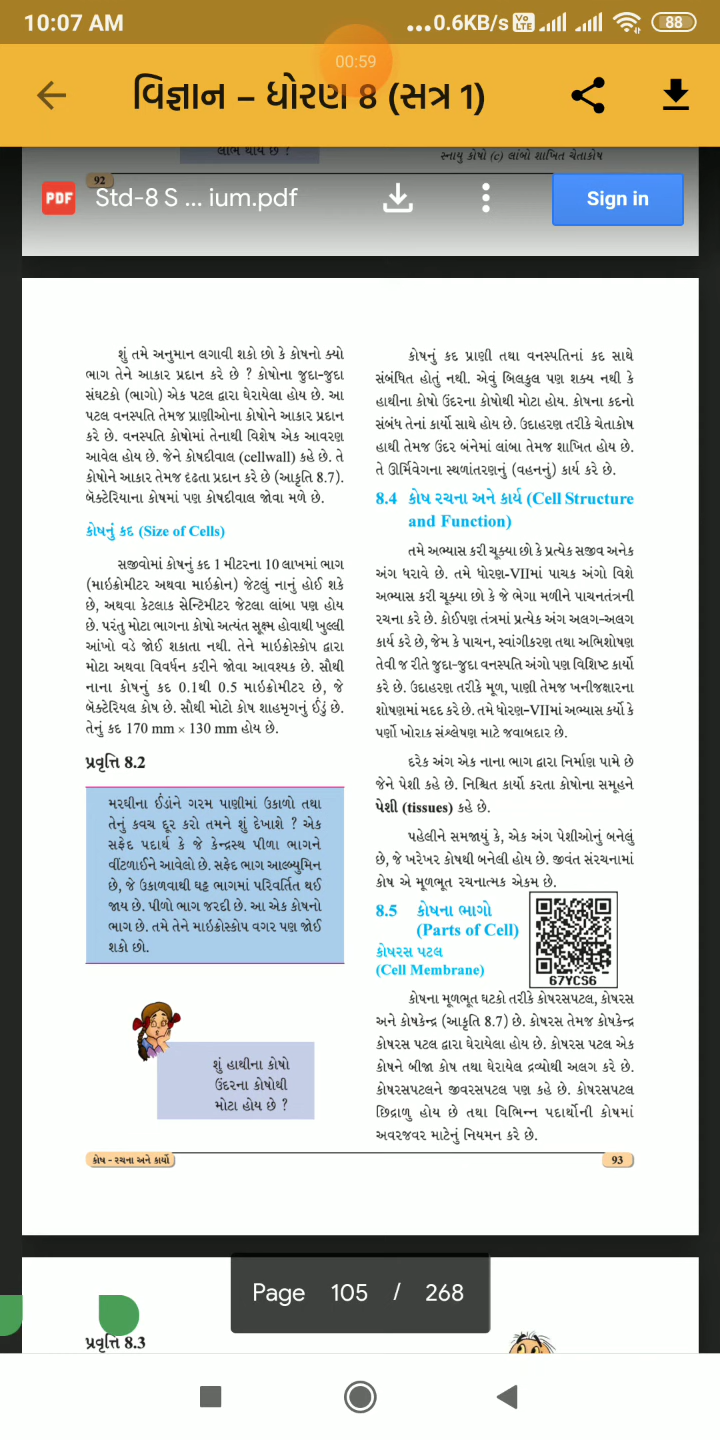 10:07 AM
...0.6KB/s Vo LTE 88
00:59
વિજ્ઞાન – ધોરણ 8 (સત્ર 1)
લાભ થાય છે ?
સ્નાયુ કોષો (c) લાંબો શાખિત ચેતાકોષ
92
PDF Std-8 S ... ium.pdf Sign in
શું તમે અનુમાન લગાવી શકો છો કે કોષનો ક્યો
ભાગ તેને આકાર પ્રદાન કરે છે ? કોષોના જુદા-જુદા
સંઘટકો (ભાગો) એક પટલ દ્વારા ઘેરાયેલા હોય છે. આ
પટલ વનસ્પતિ તેમજ પ્રાણીઓના કોષોને આકાર પ્રદાન
કરે છે. વનસ્પતિ કોષોમાં તેનાથી વિશેષ એક આવરણ
આવેલ હોય છે. જેને કોષદીવાલ (cellwall) કહે છે. તે
કોષોને આકાર તેમજ દૃઢતા પ્રદાન કરે છે (આકૃતિ 8.7).
બૅક્ટેરિયાના કોષમાં પણ કોષદીવાલ જોવા મળે છે.
કોષનું કદ (Size of Cells)
સજીવોમાં કોષનું કદ 1 મીટરના 10 લાખમાં ભાગ
(માઇક્રોમીટર અથવા માઇક્રોન) જેટલું નાનું હોઈ શકે
છે, અથવા કેટલાક સેન્ટિમીટર જેટલા લાંબા પણ હોય
છે. પરંતુ મોટા ભાગના કોષો અત્યંત સૂક્ષ્મ હોવાથી ખુલ્લી
આંખો વડે જોઈ શકાતા નથી. તેને માઇક્રોસ્કોપ દ્વારા
મોટા અથવા વિવર્ધન કરીને જોવા આવશ્યક છે. સૌથી
નાના કોષનું કદ 0.1થી 0.5 માઇક્રોમીટર છે, જે
બૅક્ટેરિયલ કોષ છે. સૌથી મોટો કોષ શાહમૃગનું ઈંડું છે.
તેનું કદ 170 mm × 130 mm હોય છે.
પ્રવૃત્તિ 8.2
મરઘીના ઈંડાંને ગરમ પાણીમાં ઉકાળો તથા
તેનું કવચ દૂર કરો તમને શું દેખાશે ? એક
સફેદ પદાર્થ કે જે કેન્દ્રસ્થ પીળા ભાગને
વીંટળાઈને આવેલો છે. સફેદ ભાગ આલ્બ્યુમિન
છે, જે ઉકાળવાથી ઘટ્ટ ભાગમાં પરિવર્તિત થઈ
જાય છે. પીળો ભાગ જરદી છે. આ એક કોષનો
ભાગ છે. તમે તેને માઇક્રોસ્કોપ વગર પણ જોઈ
શકો છો.
શું હાથીના કોષો
ઉંદરના કોષોથી
મોટા હોય છે ?
કોષનું કદ પ્રાણી તથા વનસ્પતિનાં કદ સાથે
સંબંધિત હોતું નથી. એવું બિલકુલ પણ શક્ય નથી કે
હાથીના કોષો ઉંદરના કોષોથી મોટા હોય. કોષના કદનો
સંબંધ તેનાં કાર્યો સાથે હોય છે. ઉદાહરણ તરીકે ચેતાકોષ
હાથી તેમજ ઉંદર બંનેમાં લાંબા તેમજ શાખિત હોય છે.
તે ઊર્મિવેગના સ્થળાંતરણનું (વહનનું) કાર્ય કરે છે.
8.4 કોષ રચના અને કાર્ય (Cell Structure
and Function)
તમે અભ્યાસ કરી ચૂક્યા છો કે પ્રત્યેક સજીવ અનેક
અંગ ધરાવે છે. તમે ધોરણ-VIIમાં પાચક અંગો વિશે
અભ્યાસ કરી ચૂક્યા છો કે જે ભેગા મળીને પાચનતંત્રની
રચના કરે છે. કોઈપણ તંત્રમાં પ્રત્યેક અંગ અલગ-અલગ
કાર્ય કરે છે, જેમ કે પાચન, સ્વાંગીકરણ તથા અભિશોષણ
તેવી જ રીતે જુદા-જુદા વનસ્પતિ અંગો પણ વિશિષ્ટ કાર્યો
કરે છે. ઉદાહરણ તરીકે મૂળ, પાણી તેમજ ખનીજક્ષારના
શોષણમાં મદદ કરે છે. તમે ધોરણ-VIIમાં અભ્યાસ કર્યો કે
પર્ણો ખોરાક સંશ્લેષણ માટે જવાબદાર છે.
દરેક અંગ એક નાના ભાગ દ્વારા નિર્માણ પામે છે
જેને પેશી કહે છે. નિશ્ચિત કાર્યો કરતા કોષોના સમૂહને
પેશી (tissues) કહે છે.
પહેલીને સમજાયું કે, એક અંગ પેશીઓનું બનેલું
છે, જે ખરેખર કોષથી બનેલી હોય છે. જીવંત સંરચનામાં
કોષ એ મૂળભૂત રચનાત્મક એકમ છે.
8.5 કોષના ભાગો
(Parts of Cell)
કોષરસ પટલ
(Cell Membrane)
67YCS6
કોષના મૂળભૂત ઘટકો તરીકે કોષરસપટલ, કોષરસ
અને કોષકેન્દ્ર (આકૃતિ 8.7) છે. કોષરસ તેમજ કોષકેન્દ્ર
કોષરસ પટલ દ્વારા ઘેરાયેલા હોય છે. કોષરસ પટલ એક
કોષને બીજા કોષ તથા ઘેરાયેલ દ્રવ્યોથી અલગ કરે છે.
કોષરસપટલને જીવરસપટલ પણ કહે છે. કોષરસપટલ
છિદ્રાળુ હોય છે તથા વિભિન્ન પદાર્થોની કોષમાં
અવરજવર માટેનું નિયમન કરે છે.
કોષ - રચના અને કાર્યો
93
Page 105 / 268
પ્રવૃત્તિ 8.3